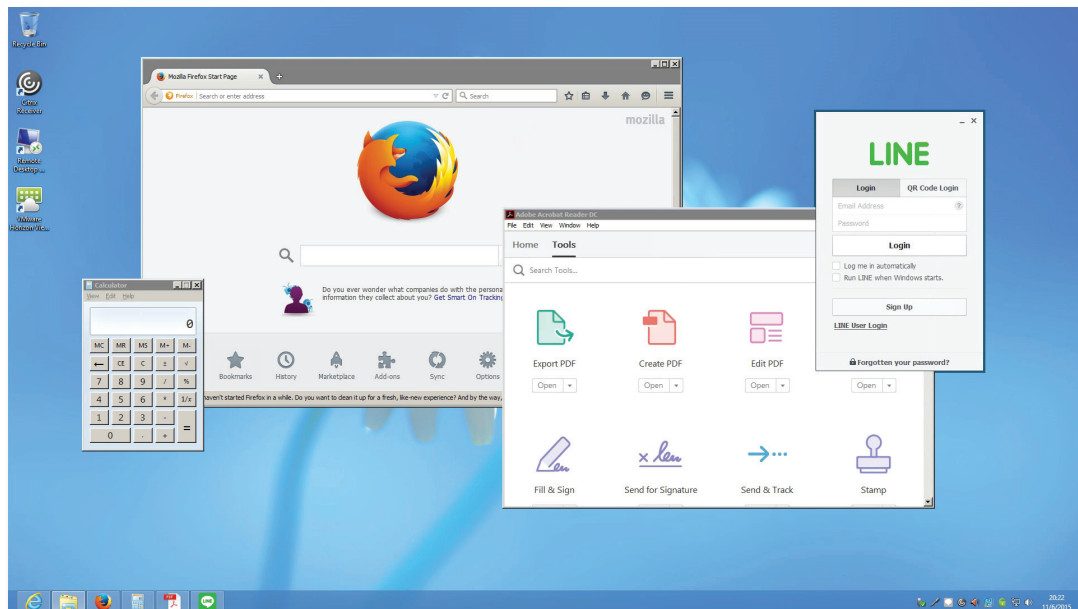 Recycle Bin
Citrix
Receiver
Remote
Desktop ...
VMware
Horizon Vie...
Mozilla Firefox Start Page
Firefox
Search or enter address
Search
mozilla
Do you ever wonder what companies do with the persona
information they collect about you? Get Smart On Tracking
Bookmarks
History
Marketplace
Add-ons
Sync
Options
haven't started Firefox in a while. Do you want to clean it up for a fresh, like-new experience? And by the way,
Calculator
View Edit Help
0
MC MR MS M+ M-
← CE C ± √
7 8 9 / %
4 5 6 * 1/x
1 2 3 - =
0 . +
Adobe Acrobat Reader DC
File Edit View Window Help
Home Tools
Search Tools...
Export PDF
Create PDF
Edit PDF
Open
Open
Open
Open
Fill & Sign
Send for Signature
Send & Track
Stamp
LINE
Login
QR Code Login
Email Address
?
Password
Login
Log me in automatically
Run LINE when Windows starts.
Sign Up
LINE User Login
Forgotten your password?
20:22
11/6/2015